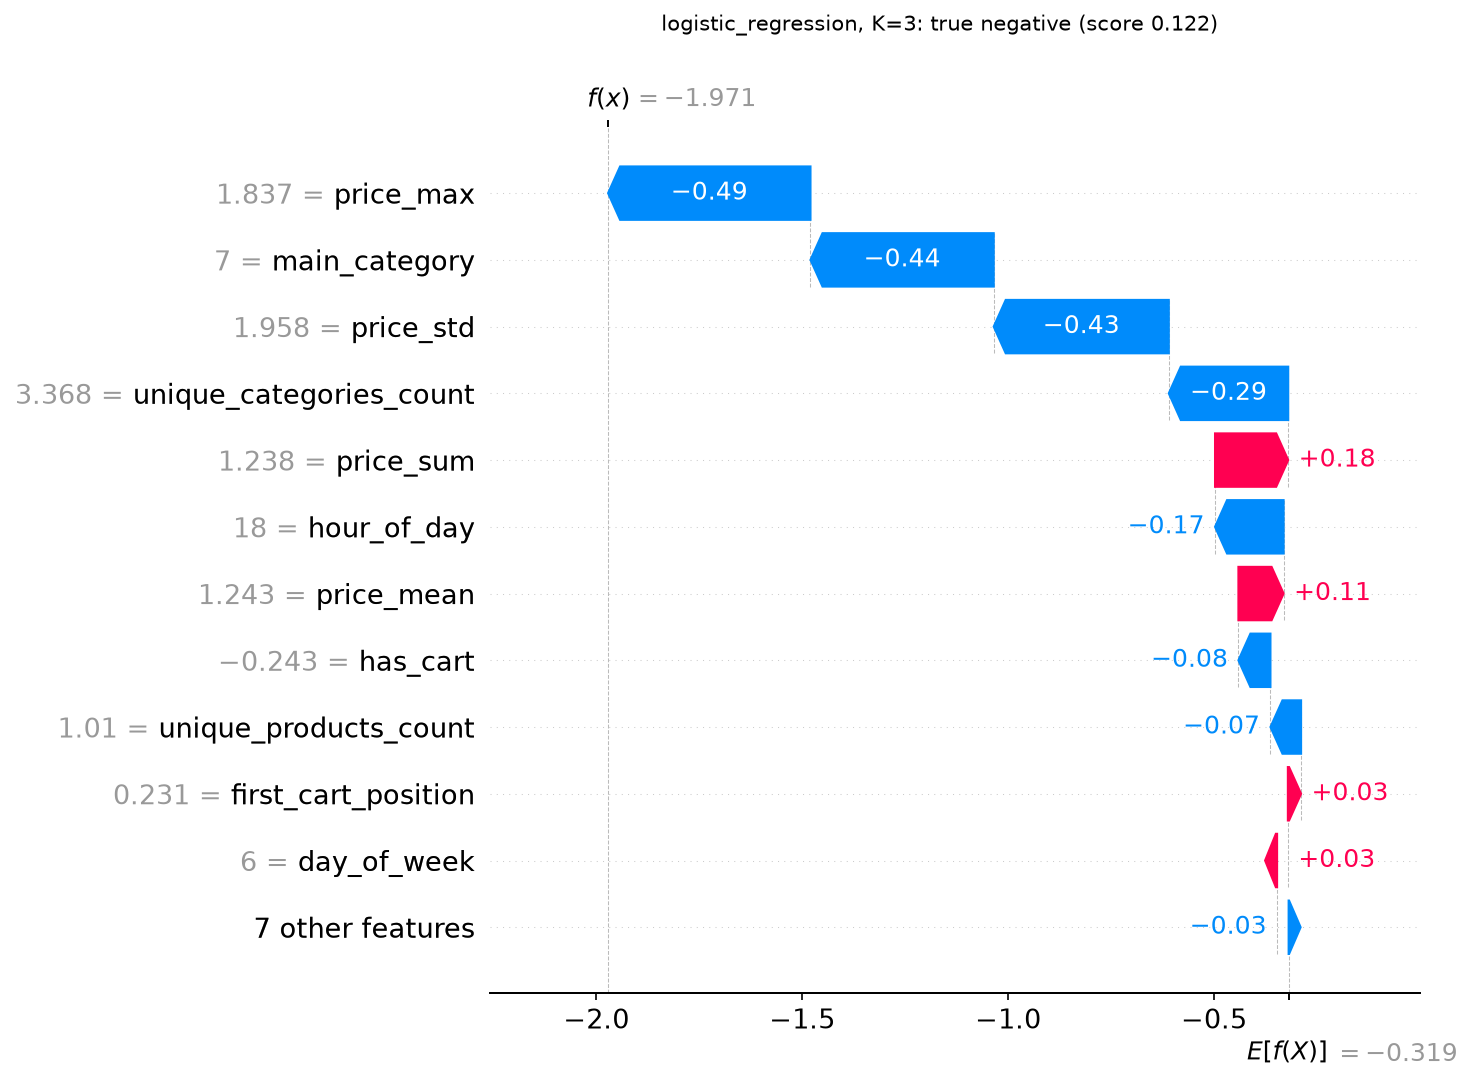 logistic_regression, K=3: true negative (score 0.122)
f(x) = −1.971
1.837 = price_max −0.49
7 = main_category −0.44
1.958 = price_std −0.43
3.368 = unique_categories_count −0.29
1.238 = price_sum +0.18
18 = hour_of_day −0.17
1.243 = price_mean +0.11
−0.243 = has_cart −0.08
1.01 = unique_products_count −0.07
0.231 = first_cart_position +0.03
6 = day_of_week +0.03
7 other features −0.03
−2.0 −1.5 −1.0 −0.5
E[f(X)] = −0.319